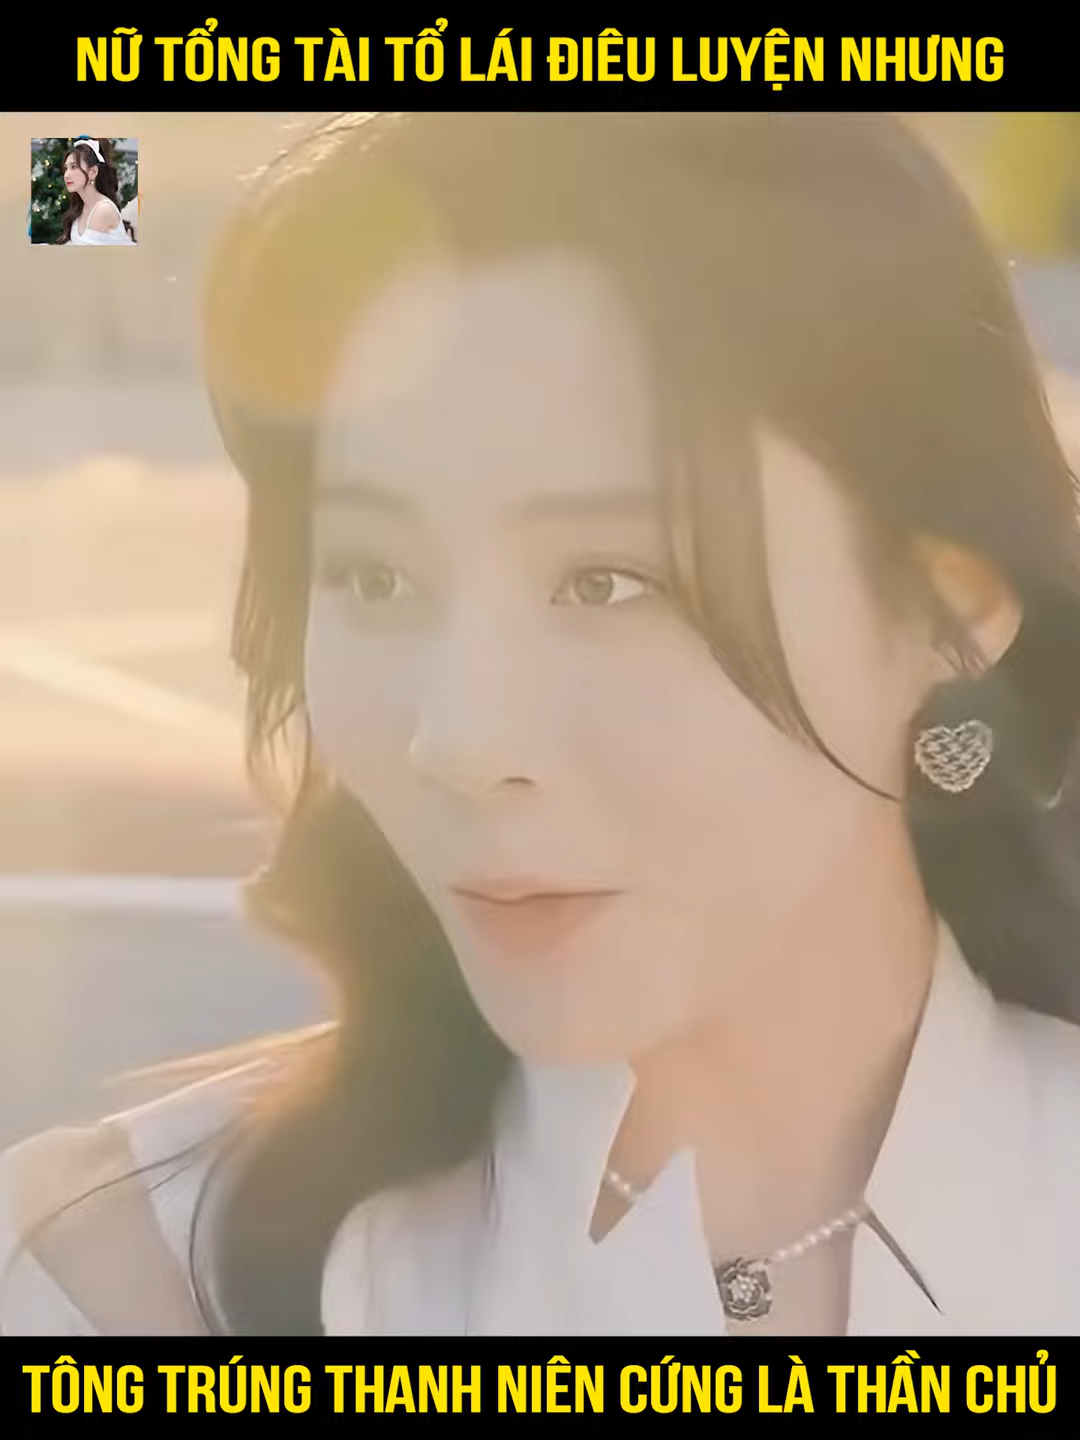 NỮ TỔNG TÀI TỔ LÁI ĐIÊU LUYỆN NHƯNG
TÔNG TRÚNG THANH NIÊN CỨNG LÀ THẦN CHỦ